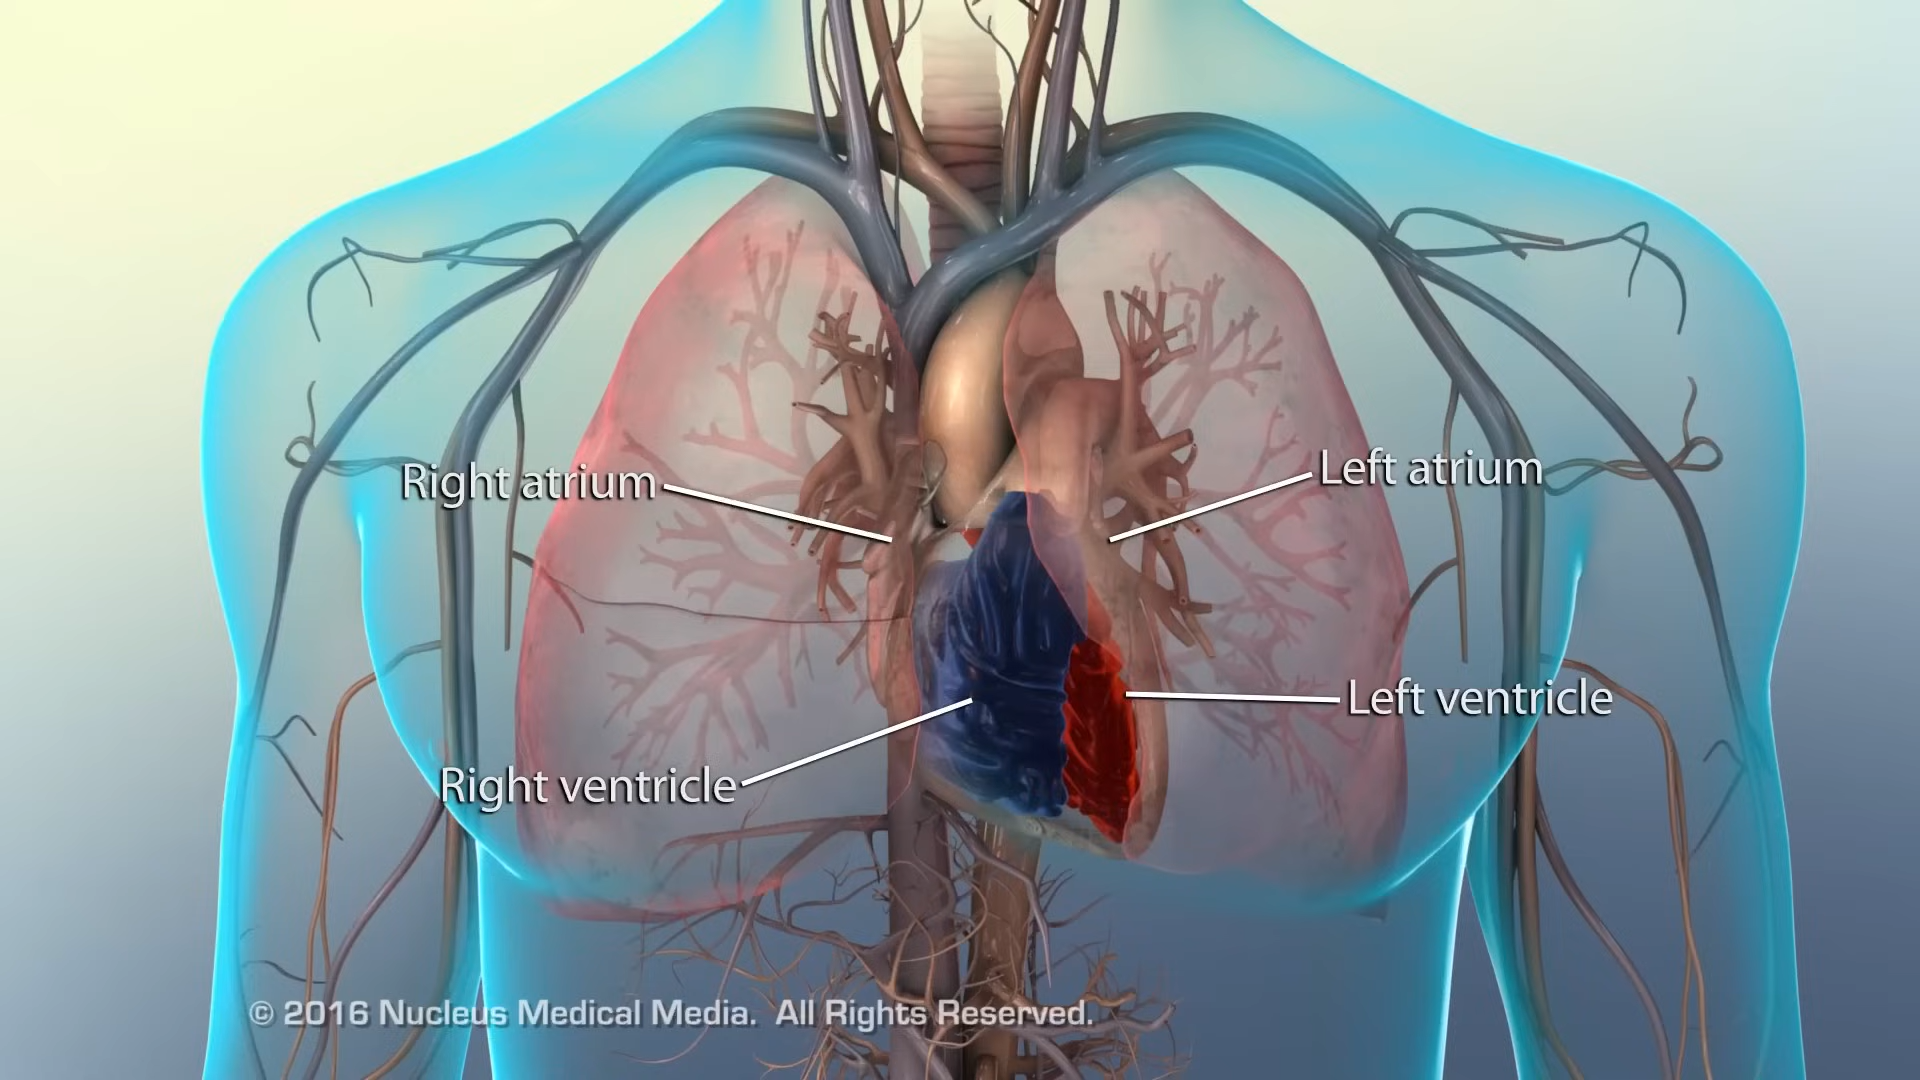 Right atrium
Left atrium
Left ventricle
Right ventricle
© 2016 Nucleus Medical Media. All Rights Reserved.